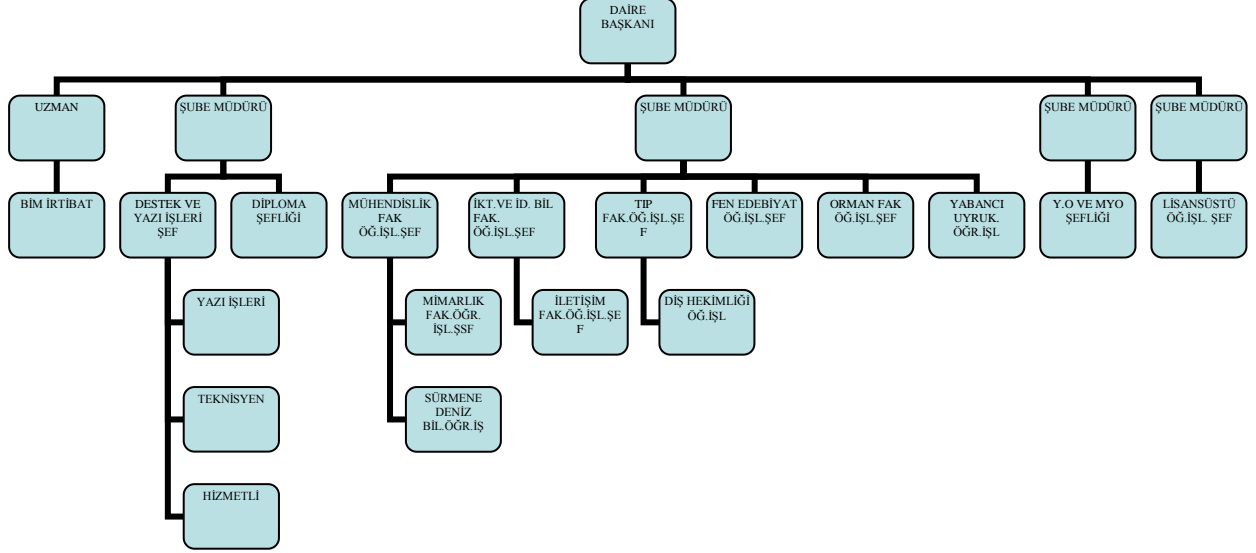 DAİRE
BAŞKANI
UZMAN
ŞUBE MÜDÜRÜ
ŞUBE MÜDÜRÜ
ŞUBE MÜDÜRÜ
ŞUBE MÜDÜRÜ
BİM İRTİBAT
DESTEK VE
YAZI İŞLERİ
ŞEF
DİPLOMA
ŞEFLİĞİ
MÜHENDİSLİK
FAK
ÖĞ.İŞL.ŞEF
İKT.VE İD. BİL
FAK.
ÖĞ.İŞL.ŞEF
TIP
FAK.ÖĞ.İŞL.ŞE
F
FEN EDEBİYAT
ÖĞ.İŞL.ŞEF
ORMAN FAK
ÖĞ.İŞL.ŞEF
YABANCI
UYRUK.
ÖĞR.İŞL
Y.O VE MYO
ŞEFLİĞİ
LİSANSÜSTÜ
ÖĞ.İŞL. ŞEF
YAZI İŞLERİ
MİMARLIK
FAK.ÖĞR.
İŞL.ŞSF
İLETİŞİM
FAK.ÖĞ.İŞL.ŞE
F
DİŞ HEKİMLİĞİ
ÖĞ.İŞL
TEKNİSYEN
SÜRMENE
DENİZ
BİL.ÖĞR.İŞ
HİZMETLİ